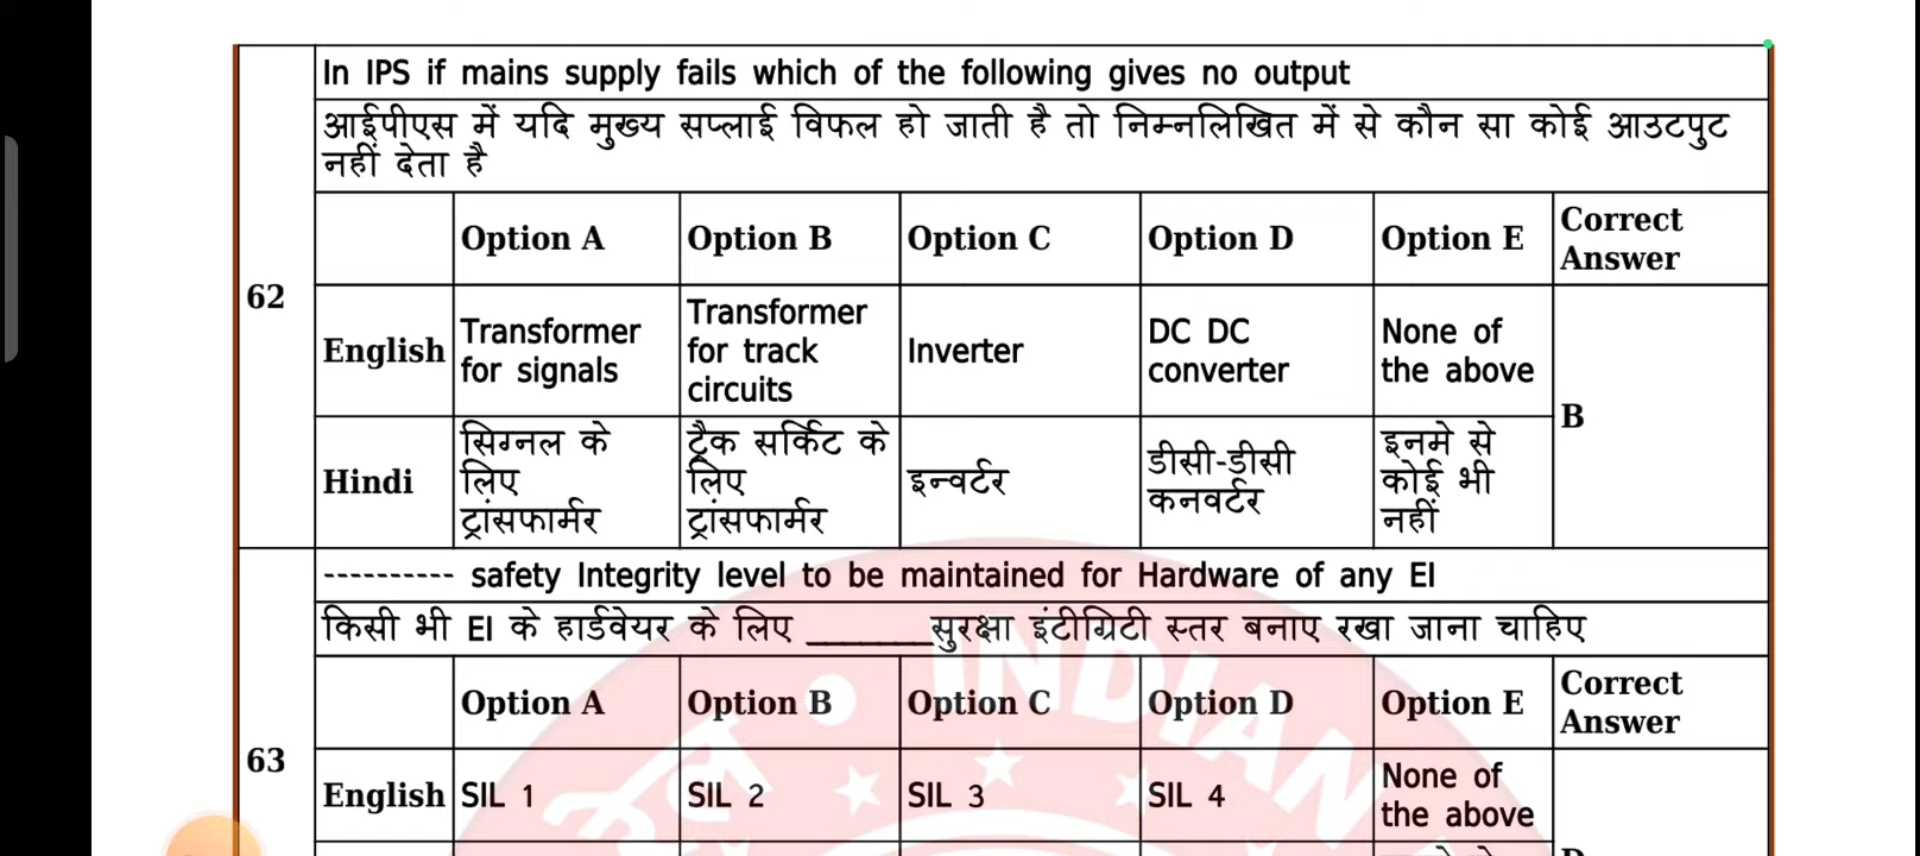 In IPS if mains supply fails which of the following gives no output
आईपीएस में यदि मुख्य सप्लाई विफल हो जाती है तो निम्नलिखित में से कौन सा कोई आउटपुट
नहीं देता है
62
Option A
Option B
Option C
Option D
Option E
Correct
Answer
English
Transformer
for signals
Transformer
for track
circuits
Inverter
DC DC
converter
None of
the above
B
Hindi
सिग्नल के
लिए
ट्रांसफार्मर
ट्रैक सर्किट के
लिए
ट्रांसफार्मर
इन्वर्टर
डीसी-डीसी
कनवर्टर
इनमे से
कोई भी
नहीं
---------- safety Integrity level to be maintained for Hardware of any EI
किसी भी EI के हार्डवेयर के लिए _______सुरक्षा इंटीग्रिटी स्तर बनाए रखा जाना चाहिए
63
Option A
Option B
Option C
Option D
Option E
Correct
Answer
English
SIL 1
SIL 2
SIL 3
SIL 4
None of
the above
INDIAN